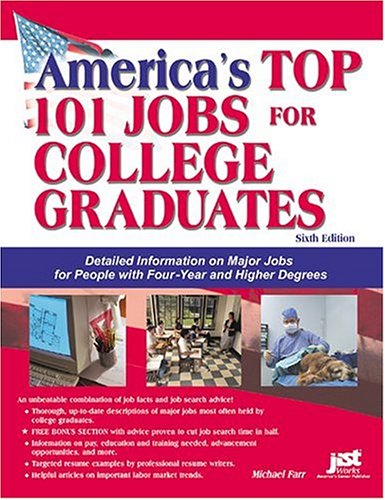 America's TOP
101 JOBS FOR
COLLEGE
GRADUATES
Sixth Edition
Detailed Information on Major Jobs
for People with Four-Year and Higher Degrees
An unbeatable combination of job facts and job search advice!
• Thorough, up-to-date descriptions of major jobs most often held by
college graduates.
★ FREE BONUS SECTION with advice proven to cut job search time in half.
• Information on pay, education and training needed, advancement
opportunities, and more.
• Targeted resume examples by professional resume writers.
• Helpful articles on important labor market trends.
Michael Farr
jist
Works
America's Career Publisher